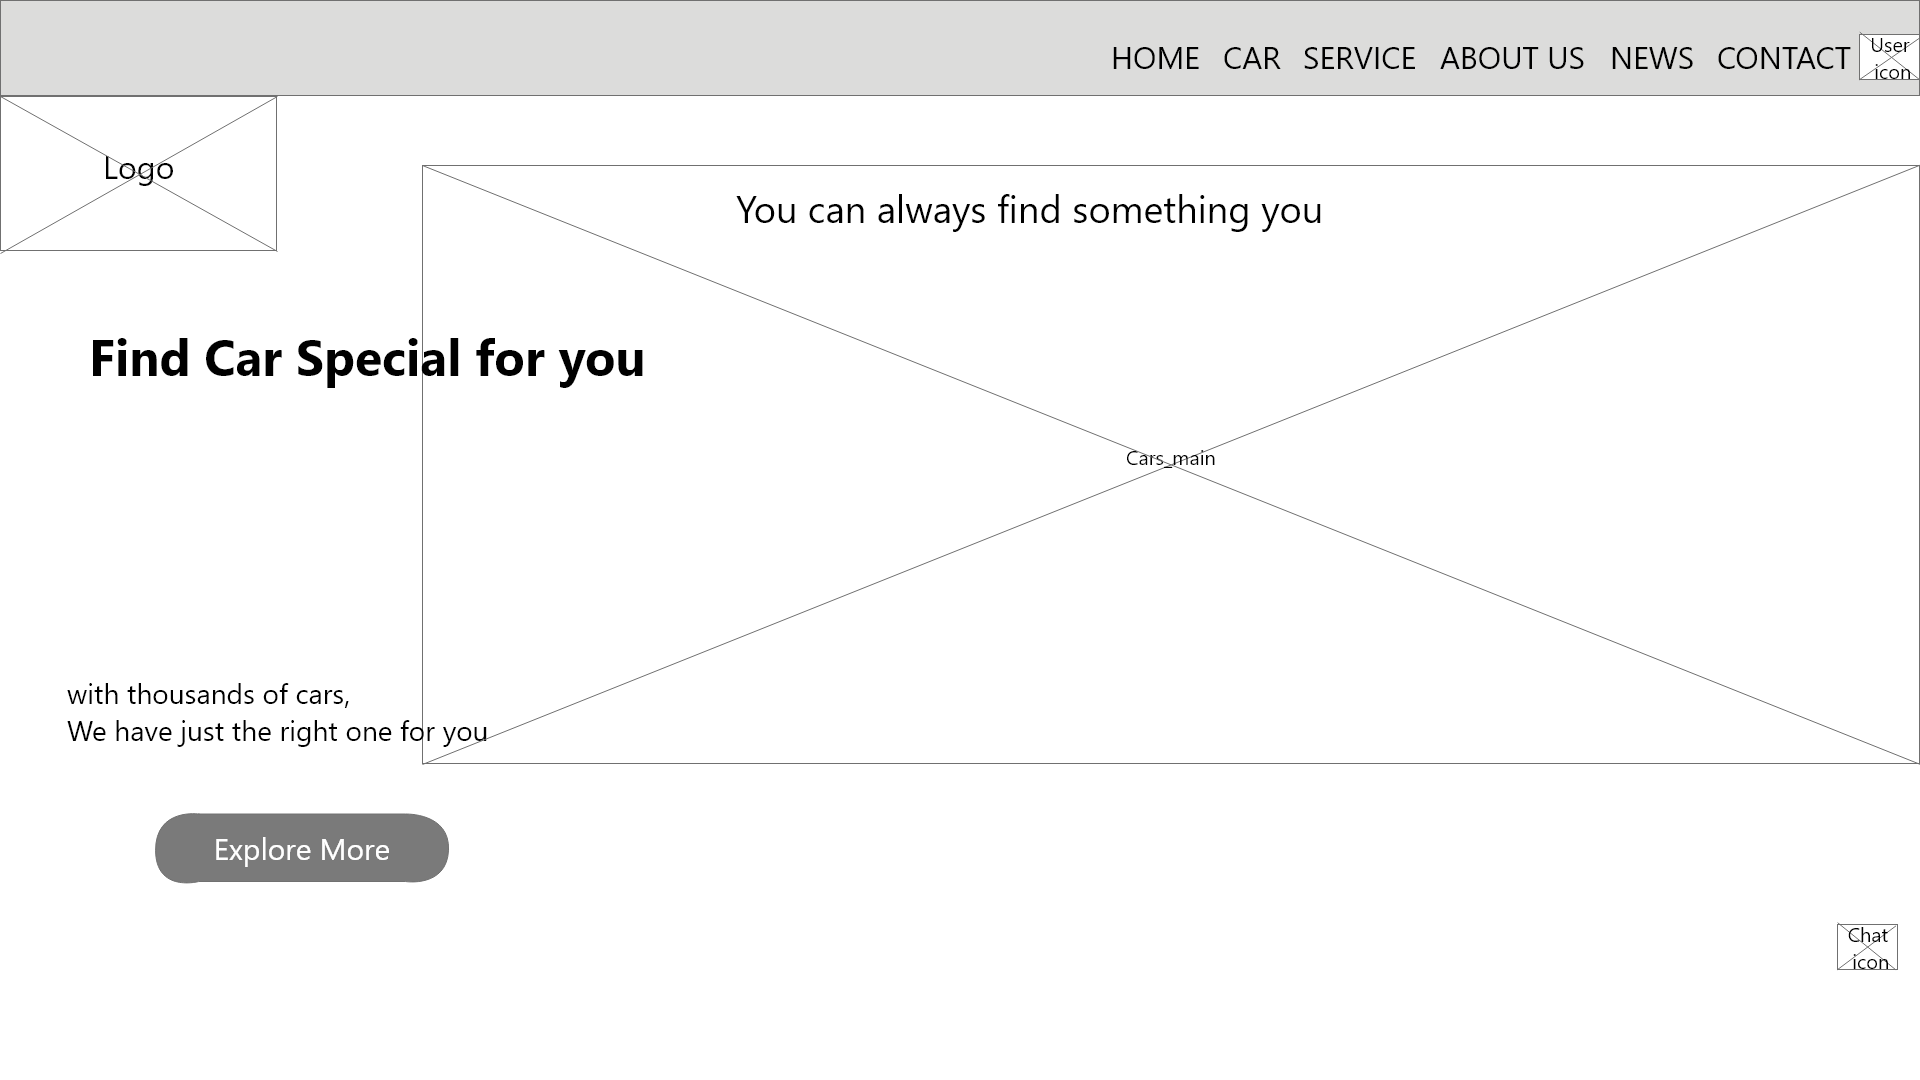 HOME CAR SERVICE ABOUT US NEWS CONTACT
User
icon
Logo
You can always find something you
Find Car Special for you
Cars_main
with thousands of cars,
We have just the right one for you
Explore More
Chat
icon